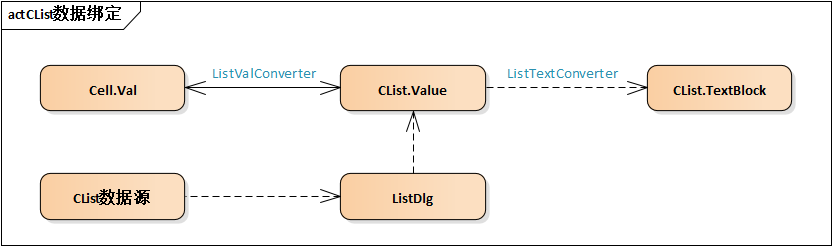 actCList数据绑定
Cell.Val
ListValConverter
CList.Value
ListTextConverter
CList.TextBlock
CList数据源
ListDlg